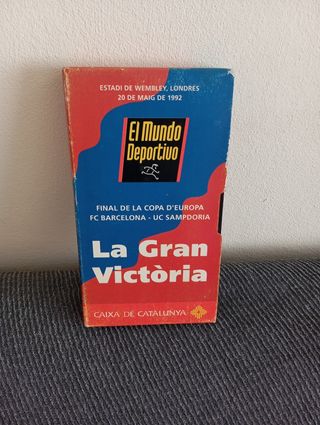 ESTADI DE WEMBLEY, LONDRES
20 DE MAIG DE 1992
El Mundo
Deportivo
FINAL DE LA COPA D'EUROPA
FC BARCELONA - UC SAMPDORIA
La Gran
Victòria
CAIXA DE CATALUNYA